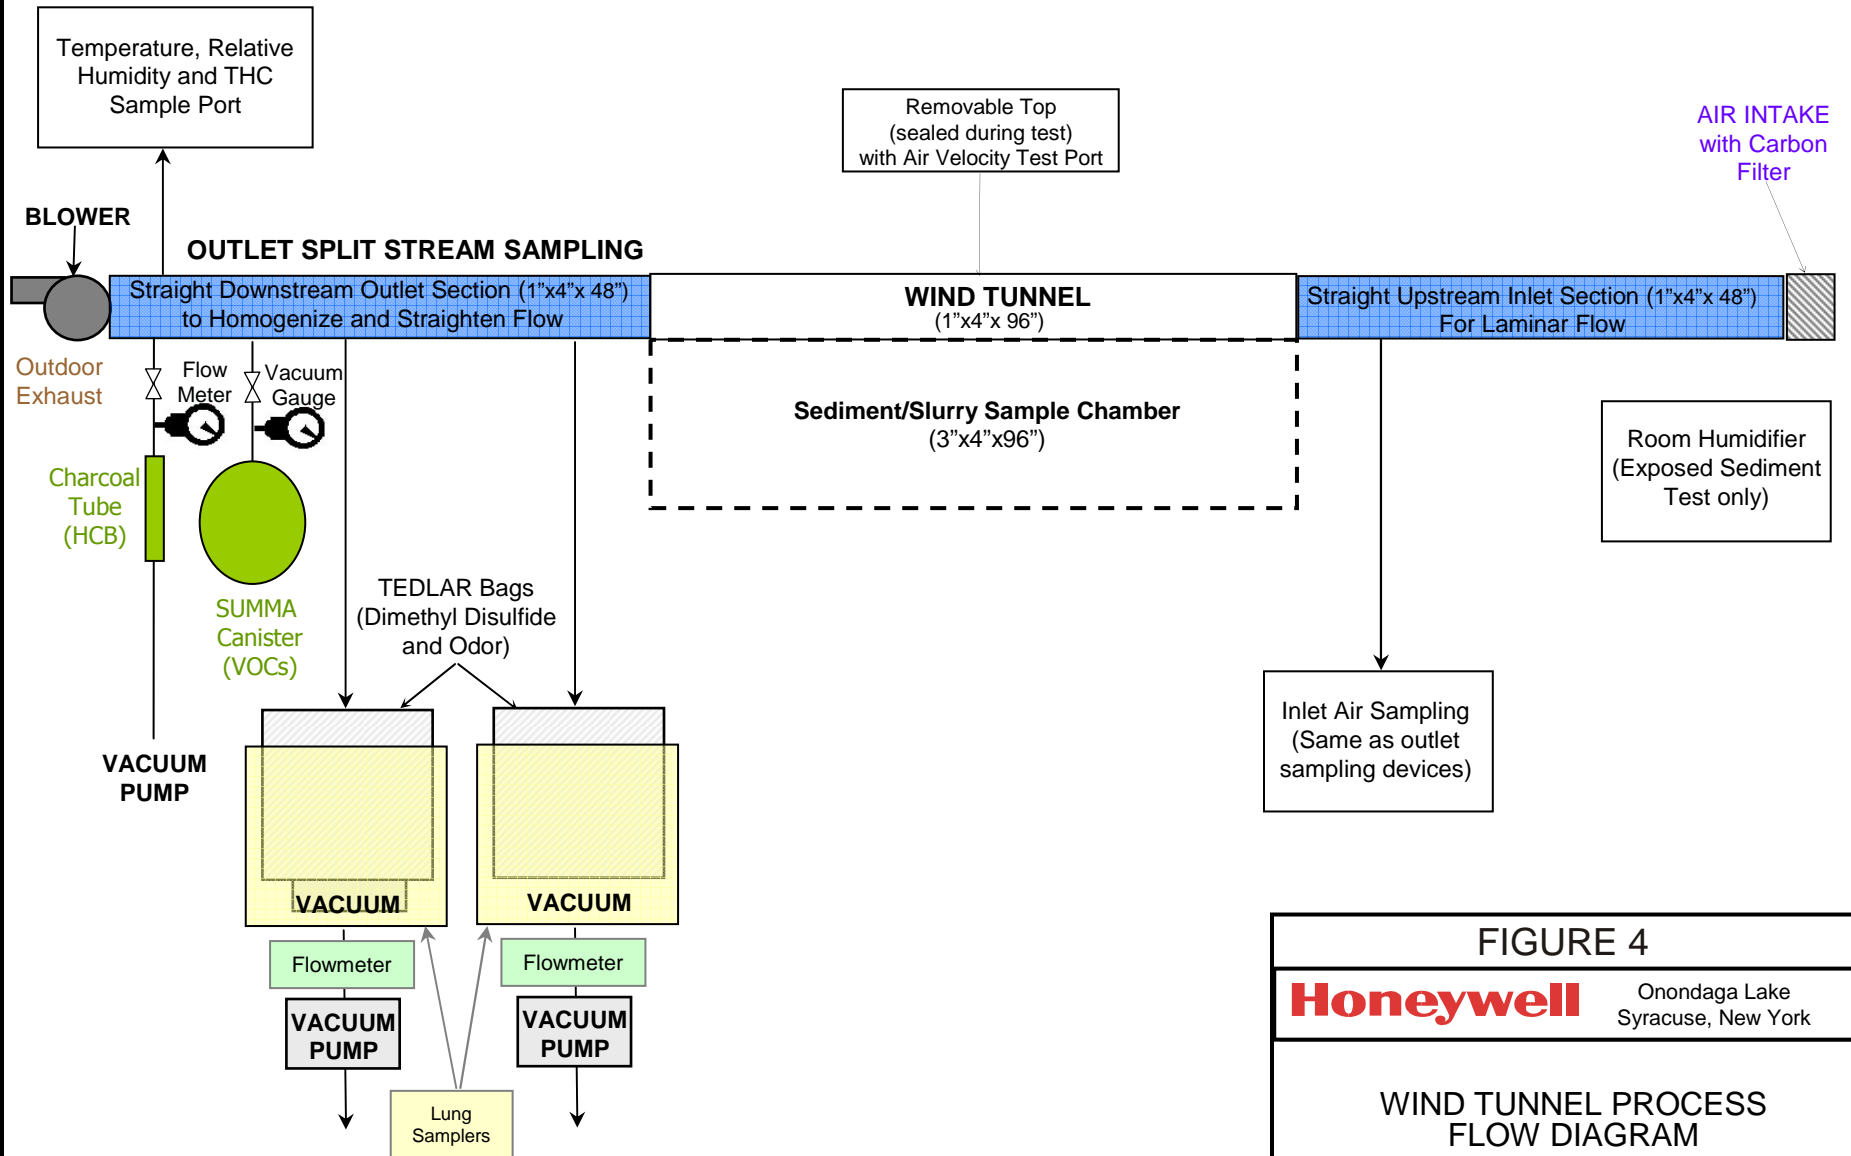 Temperature, Relative
Humidity and THC
Sample Port
Removable Top
(sealed during test)
with Air Velocity Test Port
AIR INTAKE
with Carbon
Filter
BLOWER
OUTLET SPLIT STREAM SAMPLING
Straight Downstream Outlet Section (1”x4”x 48”)
to Homogenize and Straighten Flow
WIND TUNNEL
(1”x4”x 96”)
Straight Upstream Inlet Section (1”x4”x 48”)
For Laminar Flow
Outdoor
Exhaust
Flow
Meter
Vacuum
Gauge
Sediment/Slurry Sample Chamber
(3”x4”x96”)
Room Humidifier
(Exposed Sediment
Test only)
Charcoal
Tube
(HCB)
SUMMA
Canister
(VOCs)
TEDLAR Bags
(Dimethyl Disulfide
and Odor)
VACUUM
PUMP
Inlet Air Sampling
(Same as outlet
sampling devices)
VACUUM
VACUUM
Flowmeter
Flowmeter
VACUUM
PUMP
VACUUM
PUMP
Lung
Samplers
FIGURE 4
Honeywell
Onondaga Lake
Syracuse, New York
WIND TUNNEL PROCESS
FLOW DIAGRAM